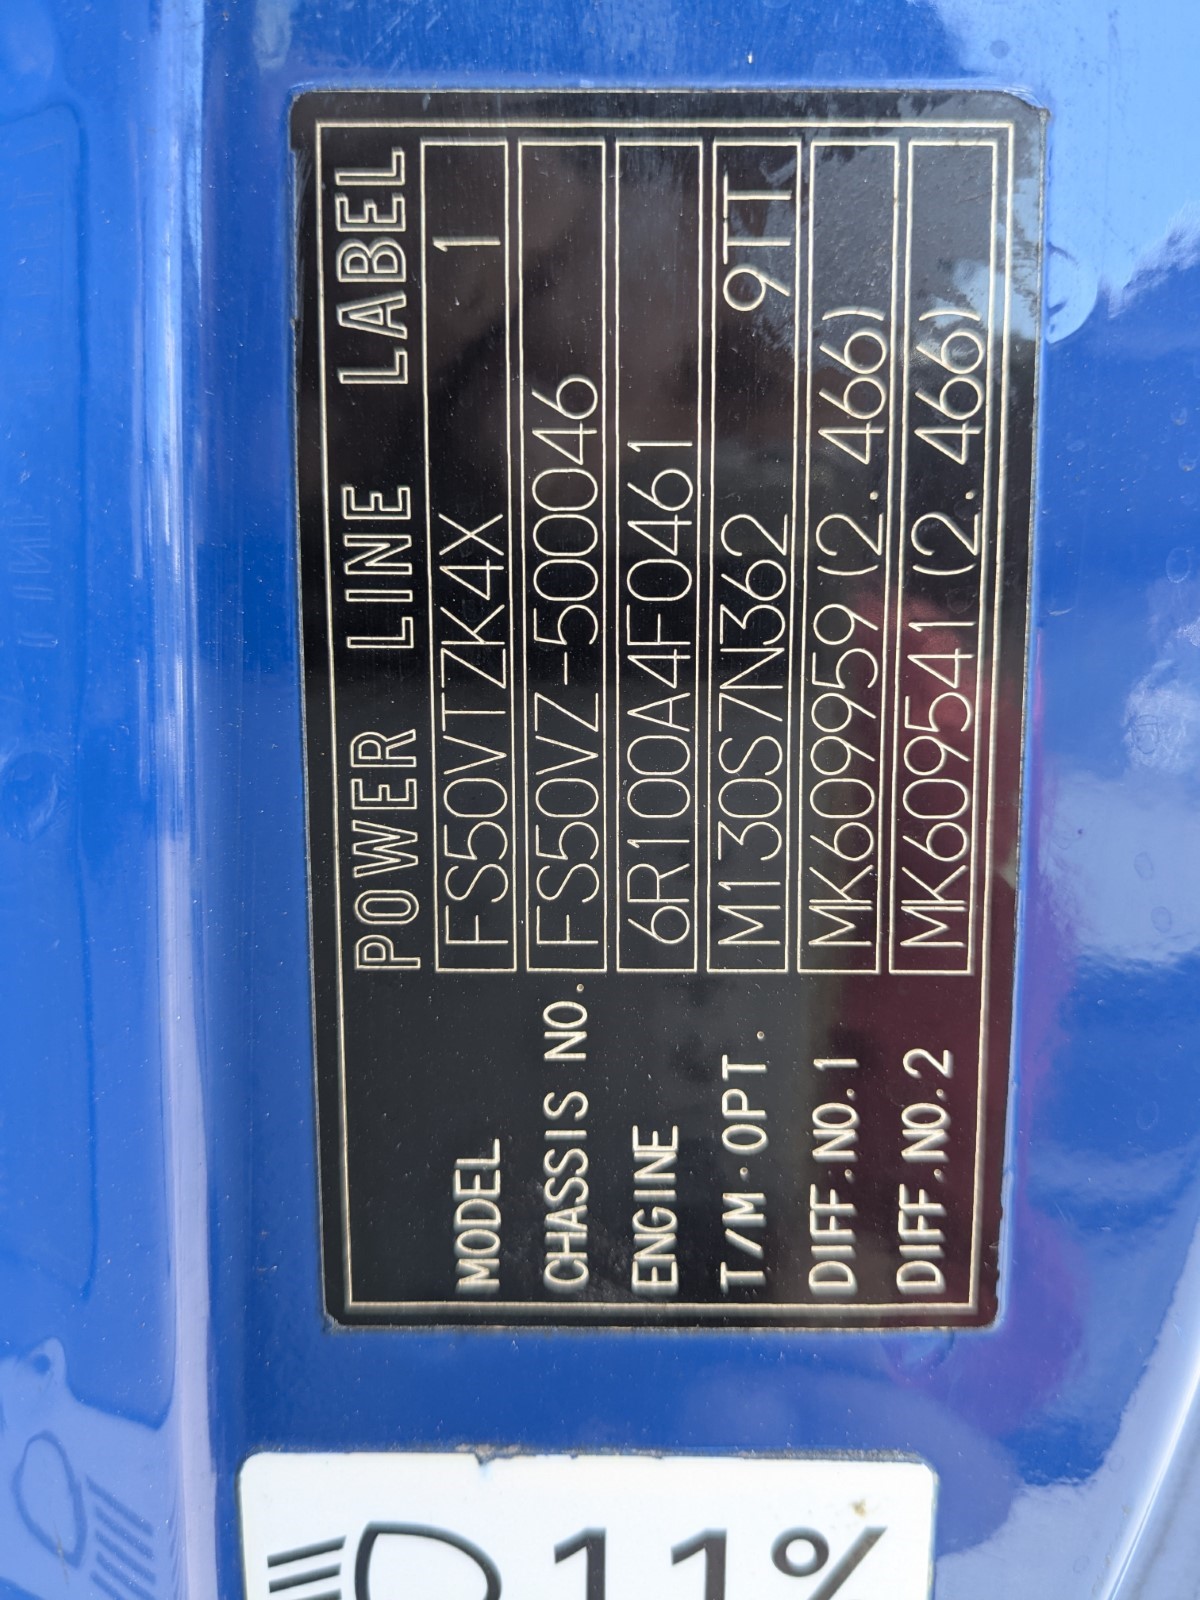 POWER LINE LABEL
MODEL FS50VTZK4X 1
CHASSIS NO. FS50VZ-500046
ENGINE 6R100A4F0461
T/M·OPT. M130S7N362 9TT
DIFF.NO.1 MK609959 (2.466)
DIFF.NO.2 MK609541 (2.466)
11%